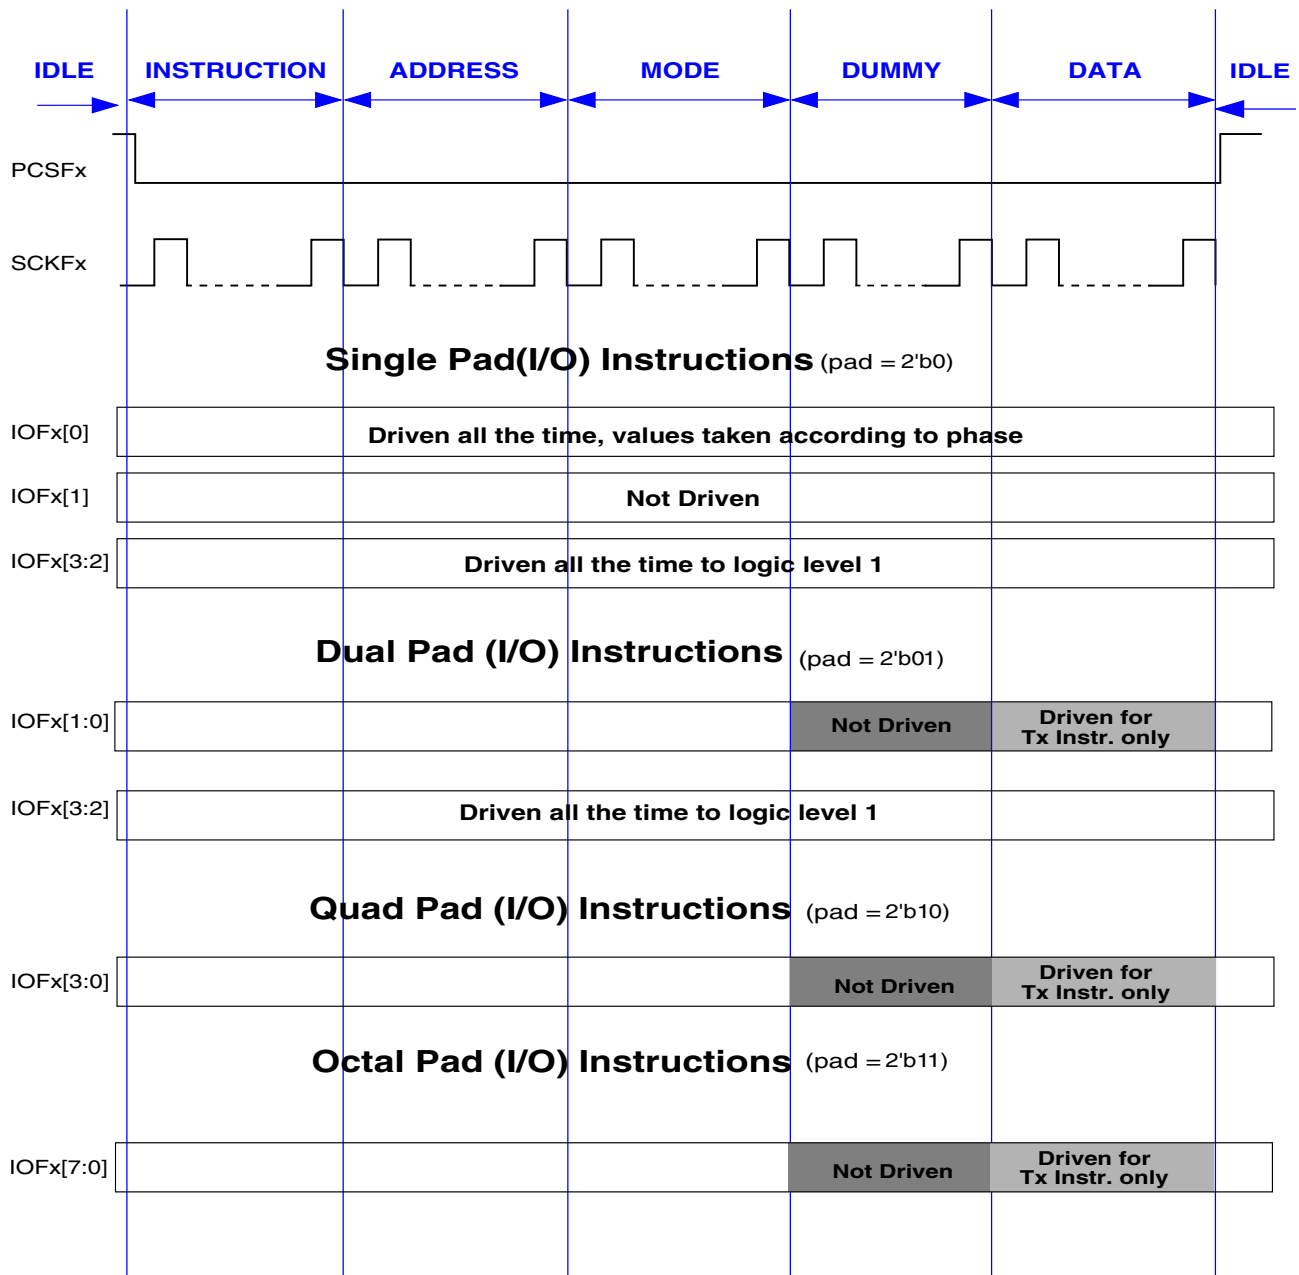 IDLE INSTRUCTION ADDRESS MODE DUMMY DATA IDLE
PCSFx
SCKFx
Single Pad(I/O) Instructions (pad = 2'b0)
IOFx[0] Driven all the time, values taken according to phase
IOFx[1] Not Driven
IOFx[3:2] Driven all the time to logic level 1
Dual Pad (I/O) Instructions (pad = 2'b01)
IOFx[1:0] Not Driven Driven for
Tx Instr. only
IOFx[3:2] Driven all the time to logic level 1
Quad Pad (I/O) Instructions (pad = 2'b10)
IOFx[3:0] Not Driven Driven for
Tx Instr. only
Octal Pad (I/O) Instructions (pad = 2'b11)
IOFx[7:0] Not Driven Driven for
Tx Instr. only